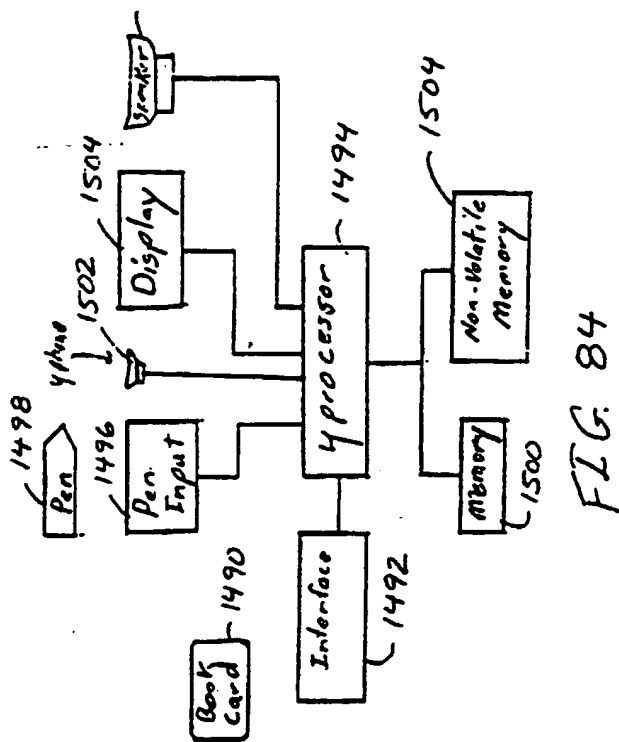 1498
Pen
1496
Pen
Input
μphone
1502
1504
Display
Speaker
1490
Book
Card
Interface
1492
μprocessor
1494
Memory
1500
Non-Volatile
Memory
1504
FIG. 84